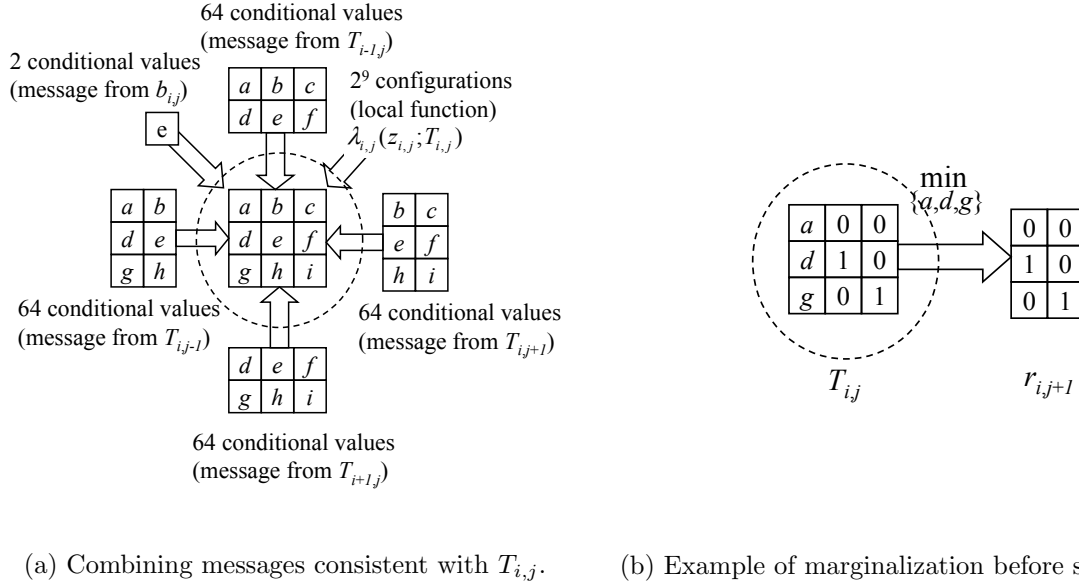 64 conditional values
(message from T_{i-1,j})
2 conditional values
(message from b_{i,j})
2^9 configurations
(local function)
λ_{i,j}(z_{i,j};T_{i,j})
a b c
d e f
e
a b
d e
g h
a b c
d e f
g h i
b c
e f
h i
64 conditional values
(message from T_{i,j-1})
64 conditional values
(message from T_{i,j+1})
d e f
g h i
64 conditional values
(message from T_{i+1,j})
min
{a,d,g}
a 0 0
d 1 0
g 0 1
0 0
1 0
0 1
T_{i,j}
r_{i,j+1}
(a) Combining messages consistent with T_{i,j}.
(b) Example of marginalization before s